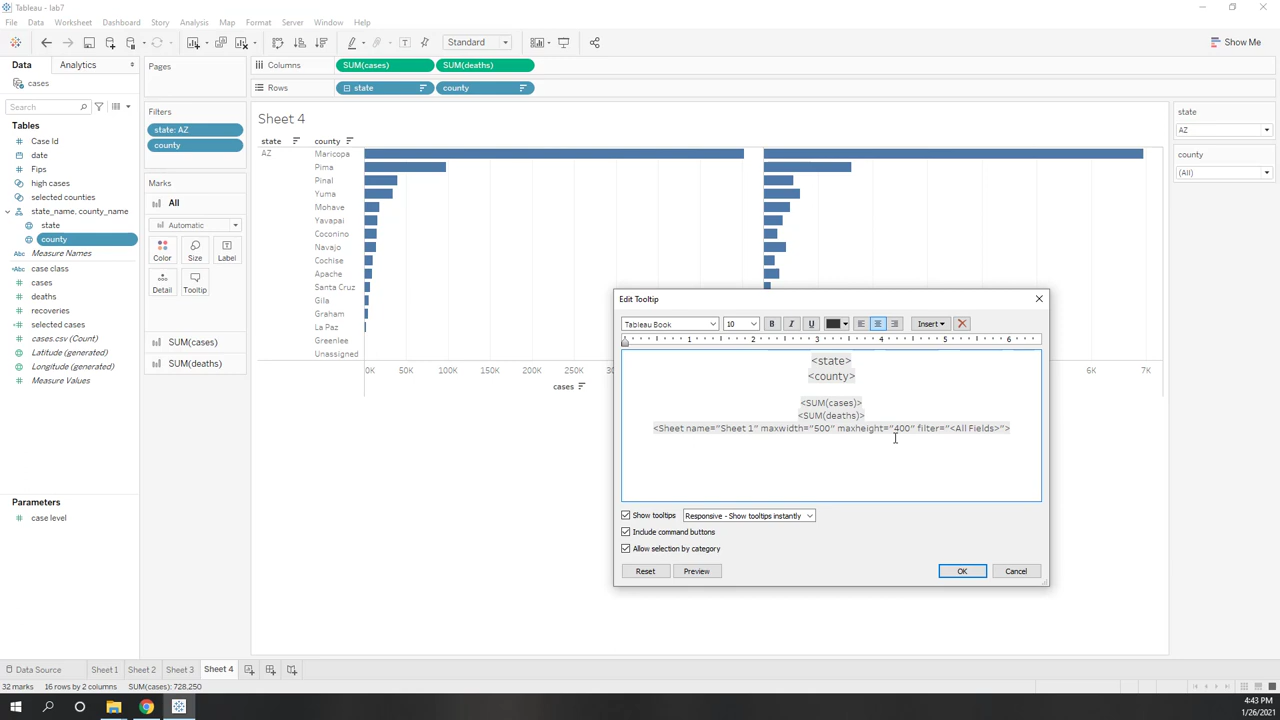 Tableau - lab7
File Data Worksheet Dashboard Story Analysis Map Format Server Window Help
Standard
Show Me
Data Analytics
cases
Search
Tables
Case Id
date
Fips
high cases
selected counties
state_name, county_name
state
county
Measure Names
case class
cases
deaths
recoveries
selected cases
cases.csv (Count)
Latitude (generated)
Longitude (generated)
Measure Values
Parameters
case level
Pages
Filters
state: AZ
county
Marks
All
Automatic
Color Size Label
Detail Tooltip
SUM(cases)
SUM(deaths)
Columns SUM(cases) SUM(deaths)
Rows state county
Sheet 4
state county
AZ Maricopa
Pima
Pinal
Yuma
Mohave
Yavapai
Coconino
Navajo
Cochise
Apache
Santa Cruz
Gila
Graham
La Paz
Greenlee
Unassigned
0K 50K 100K 150K 200K 250K 6K 7K
cases
state
AZ
county
(All)
Edit Tooltip
Tableau Book 10 B I U Insert
1 2 3 4 5 6
<state>
<county>
<SUM(cases)>
<SUM(deaths)>
<Sheet name="Sheet 1" maxwidth="500" maxheight="400" filter="<All Fields>">
Show tooltips Responsive - Show tooltips instantly
Include command buttons
Allow selection by category
Reset Preview OK Cancel
Data Source Sheet 1 Sheet 2 Sheet 3 Sheet 4
32 marks 16 rows by 2 columns SUM(cases): 728,250
4:43 PM
1/26/2021